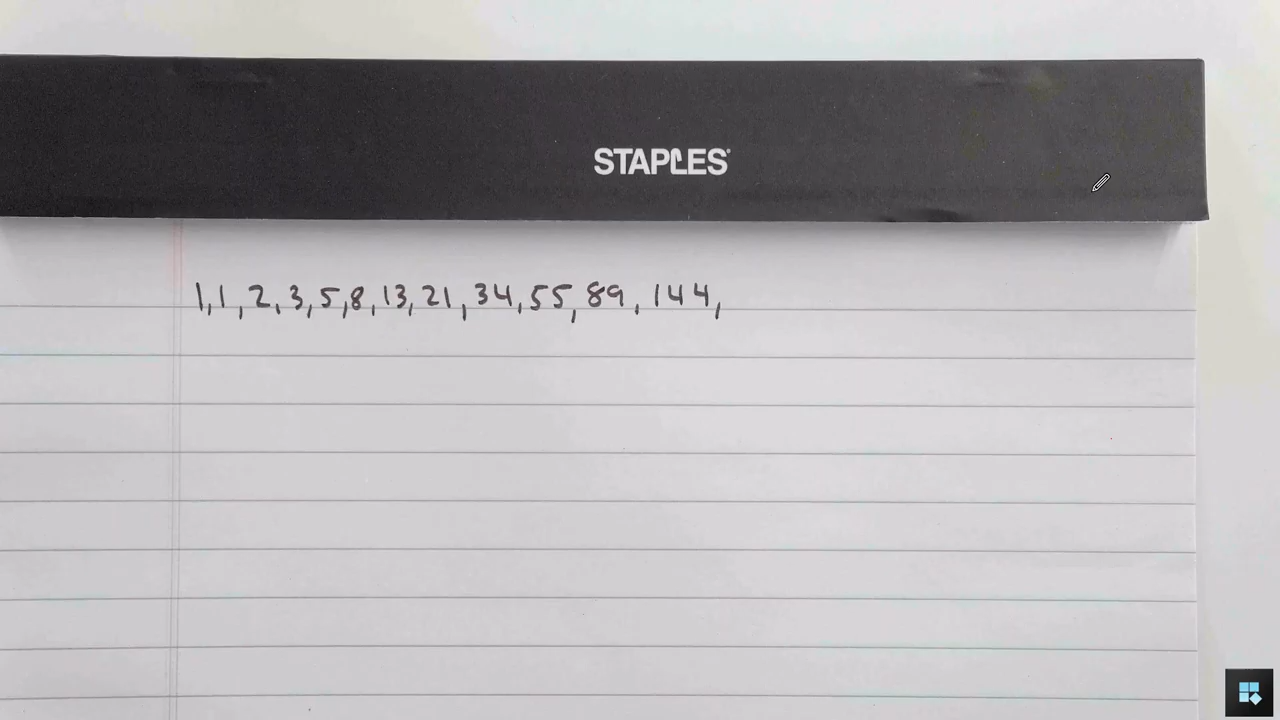 STAPLES
1, 1, 2, 3, 5, 8, 13, 21, 34, 55, 89, 144,